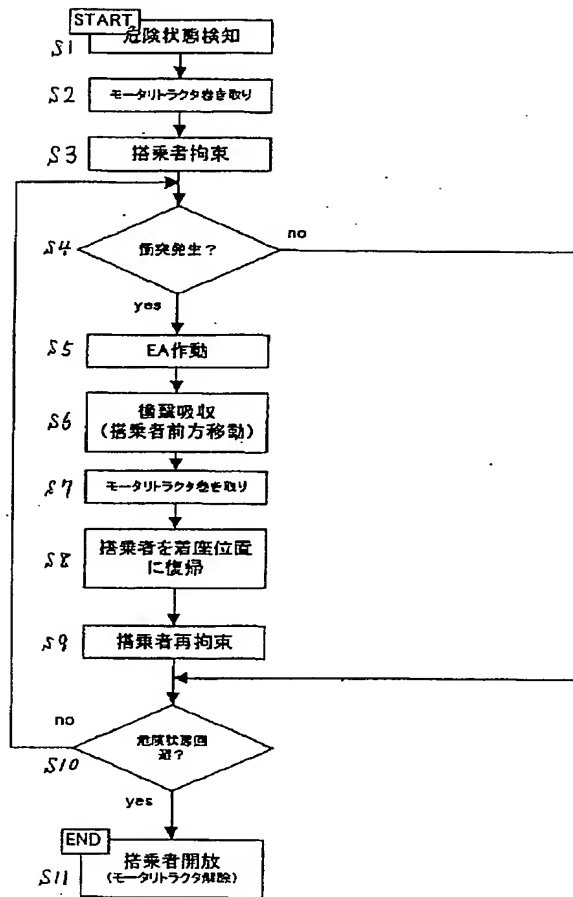 START
S1 危険状態検知
S2 モータリトラクタ巻き取り
S3 搭乗者拘束
S4 衝突発生？
no
yes
S5 EA作動
S6 衝撃吸収
(搭乗者前方移動)
S7 モータリトラクタ巻き取り
S8 搭乗者を着座位置
に復帰
S9 搭乗者再拘束
no
S10 危険状態回
避？
yes
END
S11 搭乗者開放
(モータリトラクタ解除)